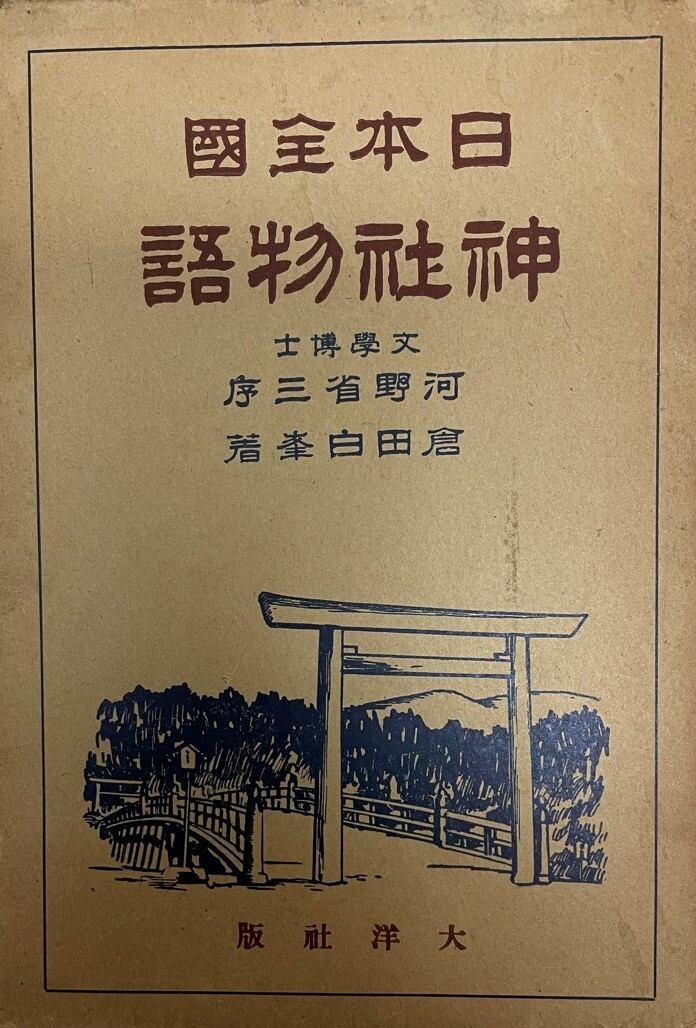 日本全國
神社物語
文學博士
河野省三序
倉田白峯著
大洋社版